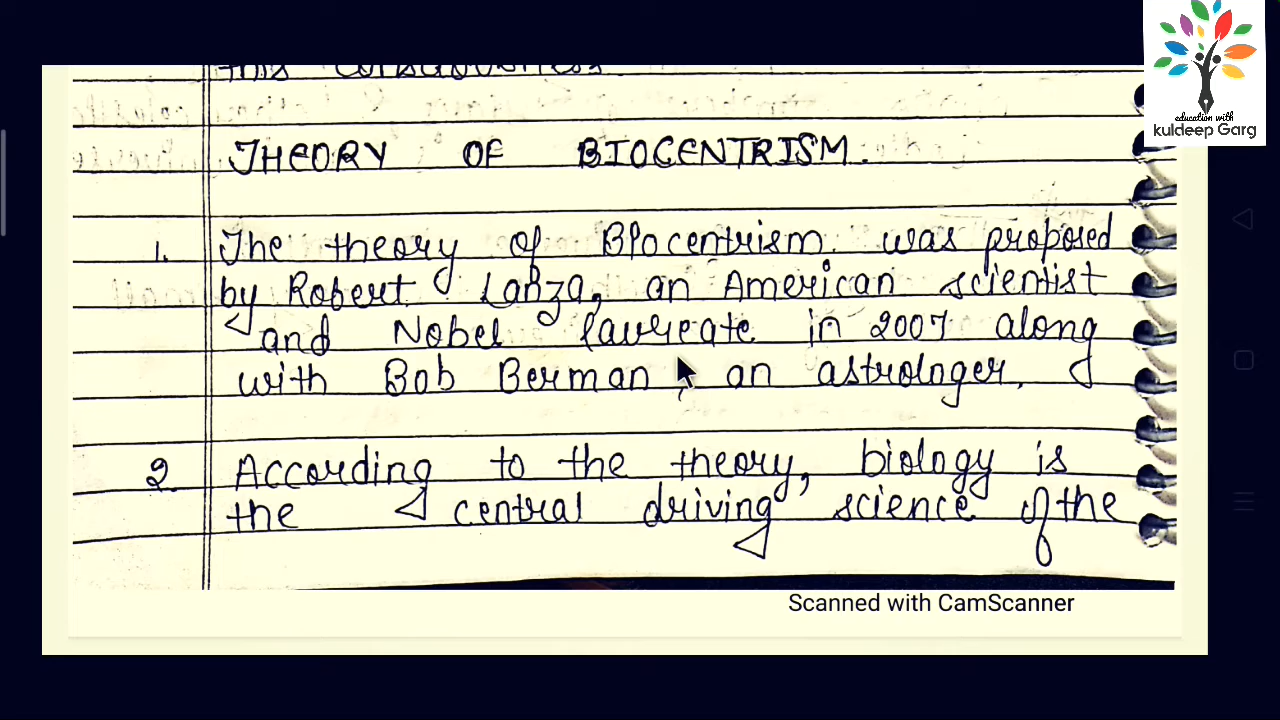 this consciousness
education with
kuldeep Garg
THEORY OF BIOCENTRISM.
1. The theory of Biocentrism was proposed
by Robert Lanza, an American scientist
and Nobel laureate in 2007 along
with Bob Berman, an astrologer.
2 According to the theory, biology is
the central driving science of the
Scanned with CamScanner